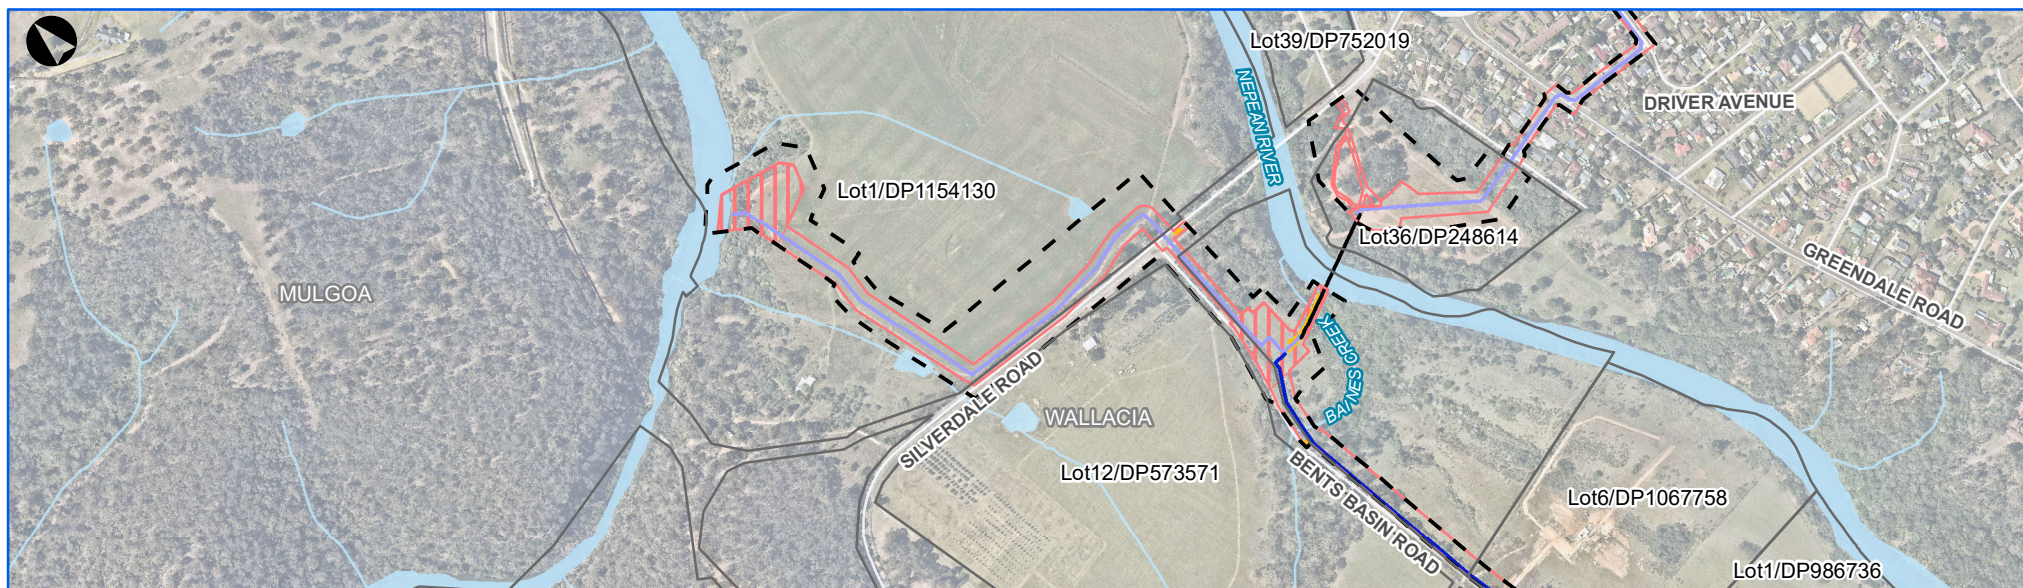 Lot39/DP752019
NEPEAN RIVER
DRIVER AVENUE
Lot1/DP1154130
Lot36/DP248614
GREENDALE ROAD
MULGOA
BAINES CREEK
SILVERDALE ROAD
WALLACIA
Lot12/DP573571
BENTS BASIN ROAD
Lot6/DP1067758
Lot1/DP986736